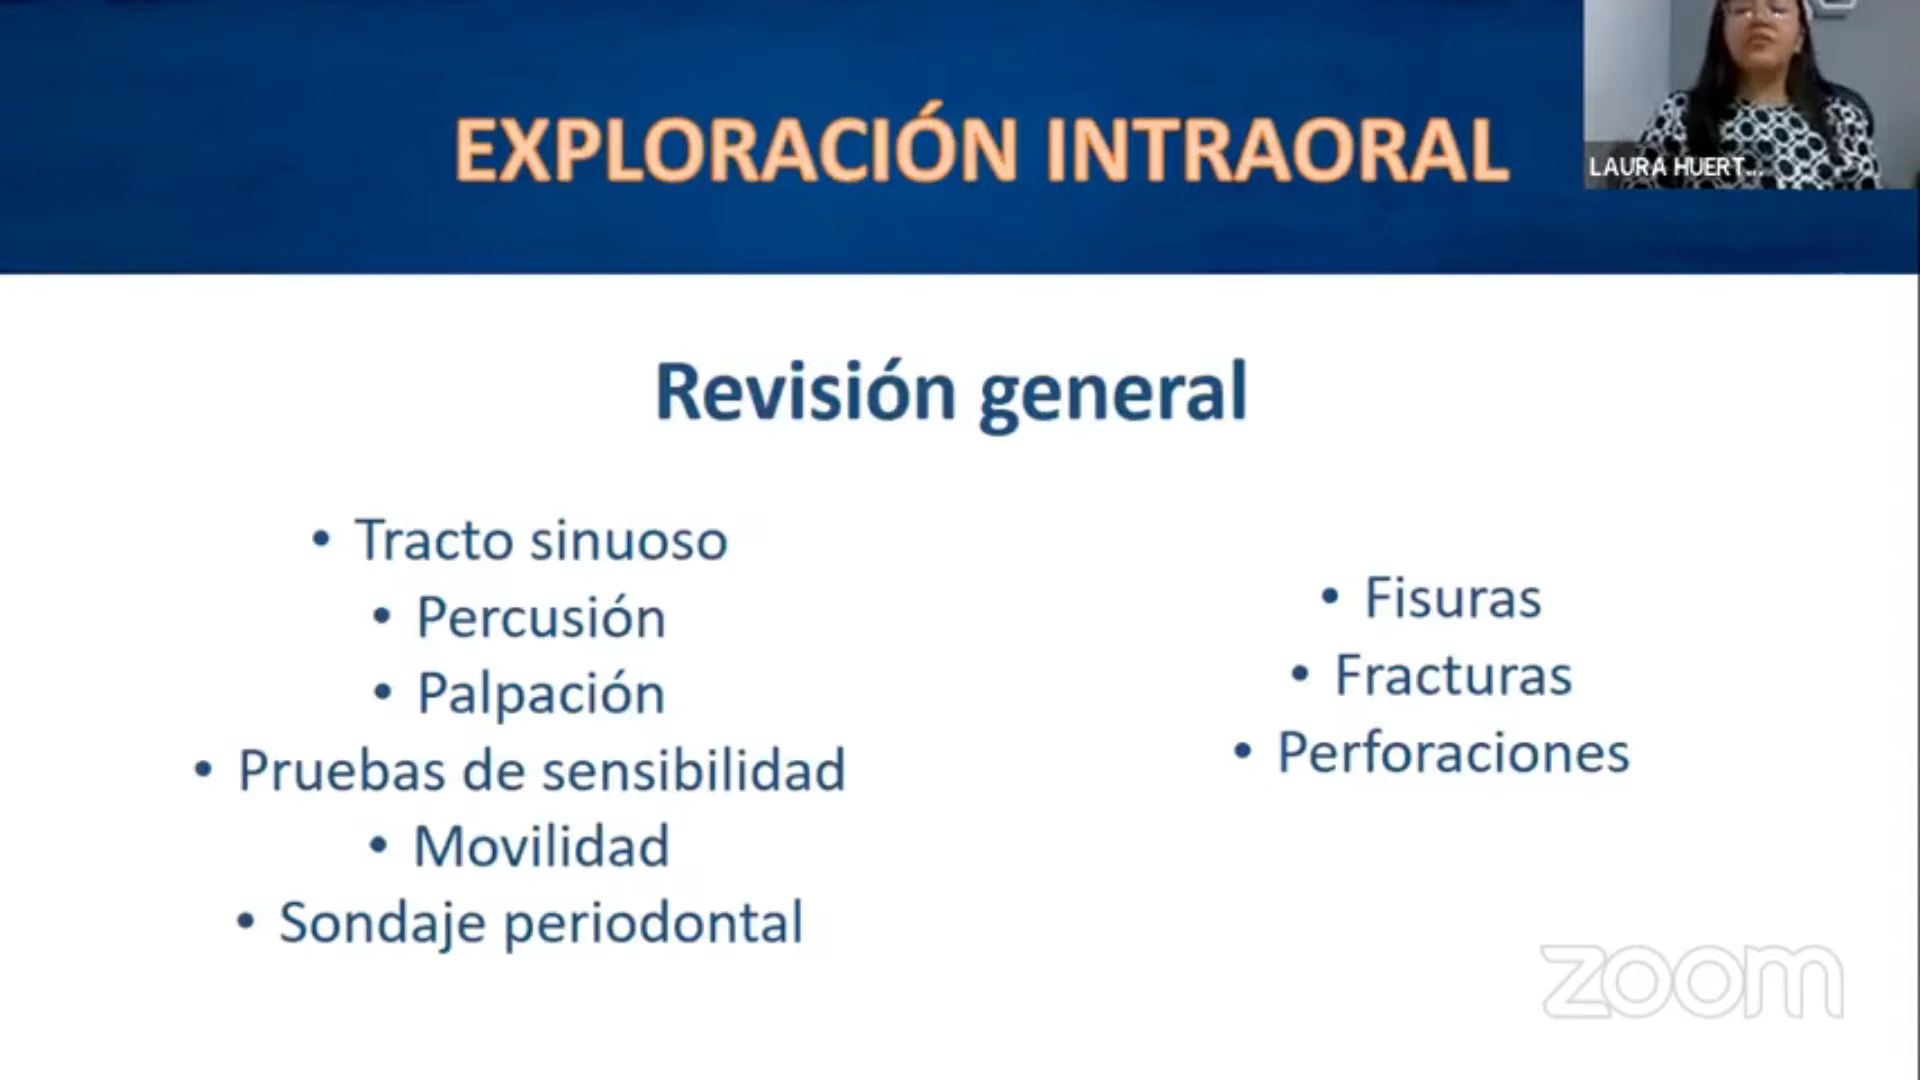 EXPLORACIÓN INTRAORAL
LAURA HUERT...
Revisión general
• Tracto sinuoso
• Percusión
• Palpación
• Pruebas de sensibilidad
• Movilidad
• Sondaje periodontal
• Fisuras
• Fracturas
• Perforaciones
zoom